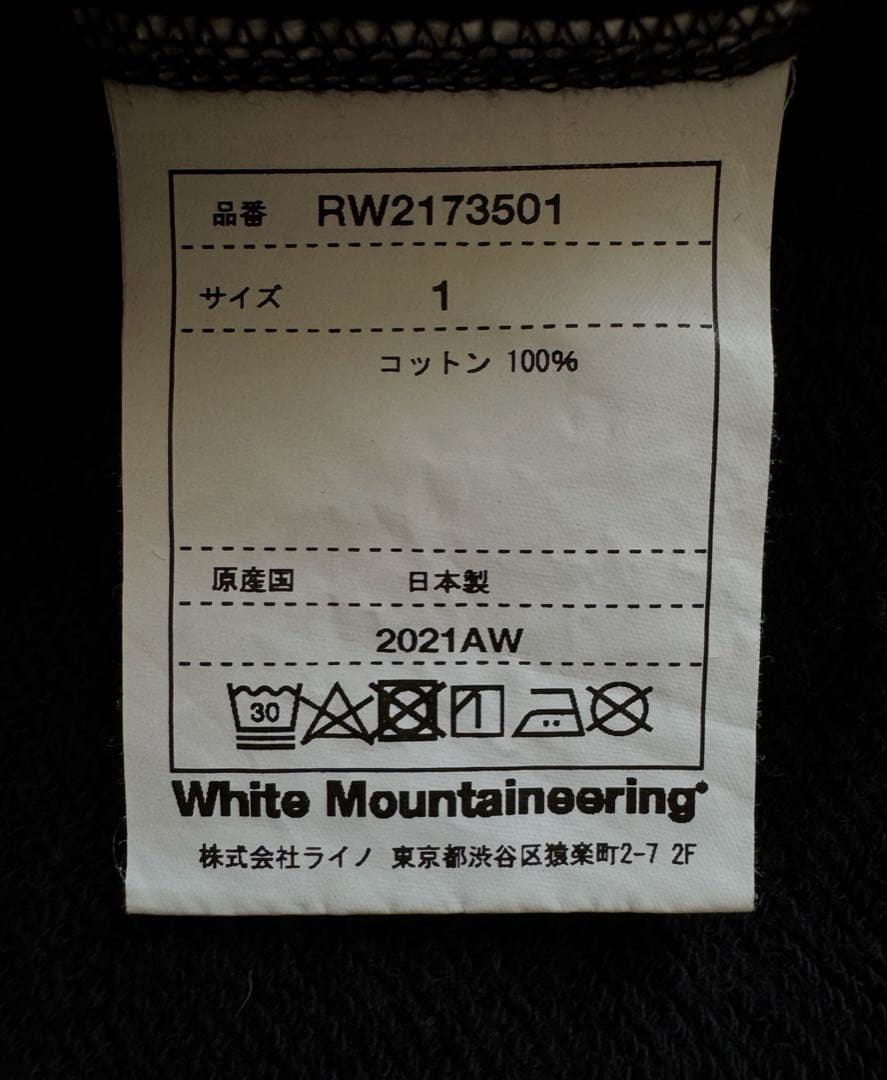 品番 RW2173501
サイズ 1
コットン 100%
原産国 日本製
2021AW
30
White Mountaineering®
株式会社ライノ 東京都渋谷区猿楽町2-7 2F